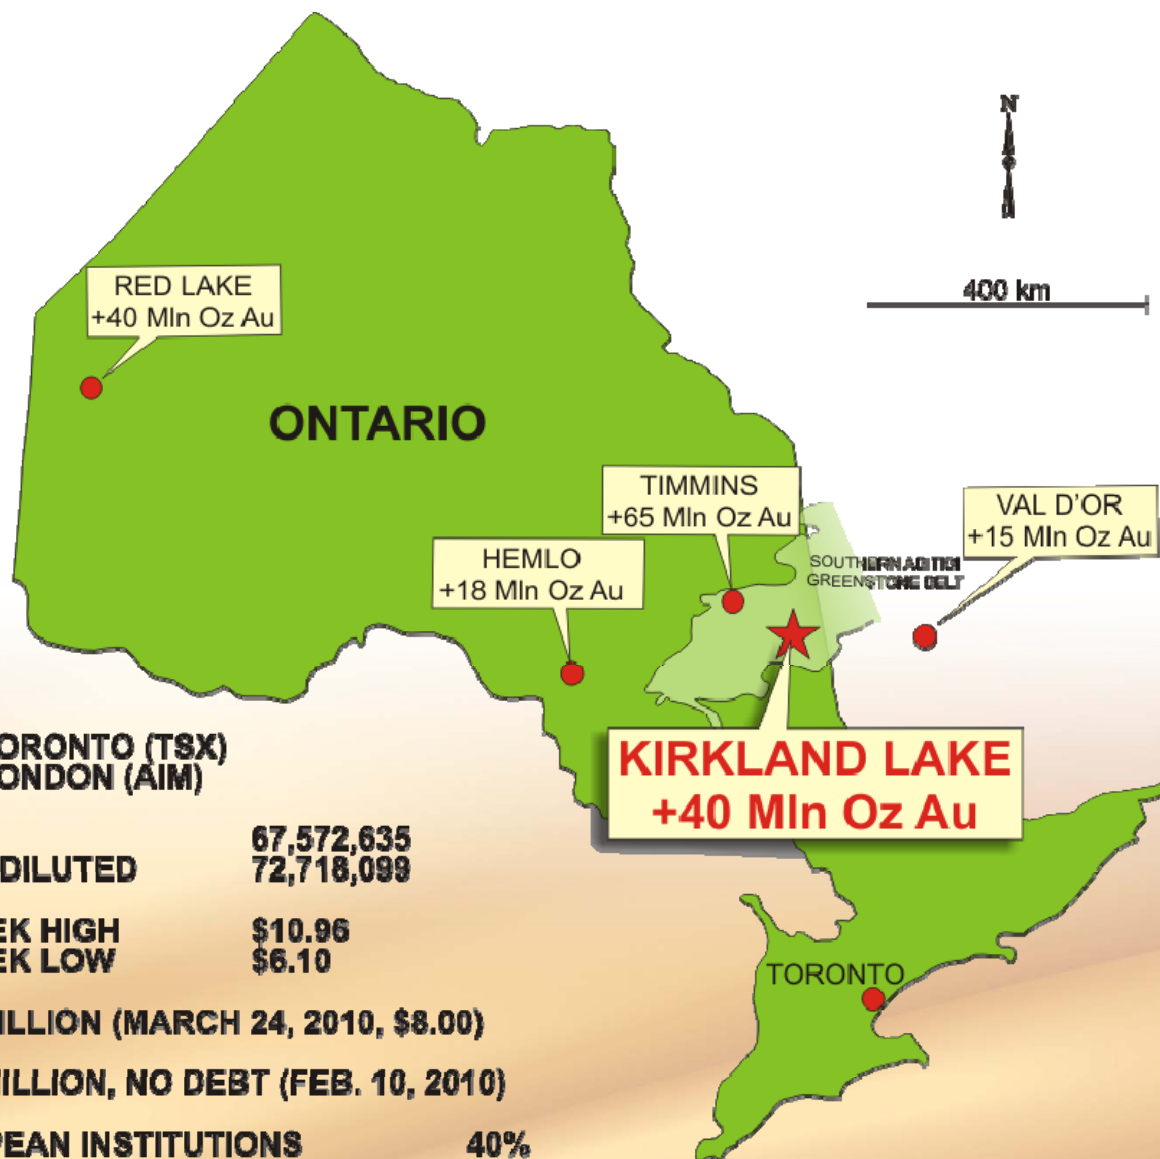 N
400 km
RED LAKE
+40 Mln Oz Au
ONTARIO
TIMMINS
+65 Mln Oz Au
VAL D'OR
+15 Mln Oz Au
HEMLO
+18 Mln Oz Au
SOUTHERN
GREENSTONE BELT
KIRKLAND LAKE
+40 Mln Oz Au
ORONTO (TSX)
ONDON (AIM)
67,572,635
DILUTED 72,718,099
EK HIGH $10.96
EK LOW $6.10
TORONTO
ILLION (MARCH 24, 2010, $8.00)
ILLION, NO DEBT (FEB. 10, 2010)
PEAN INSTITUTIONS 40%